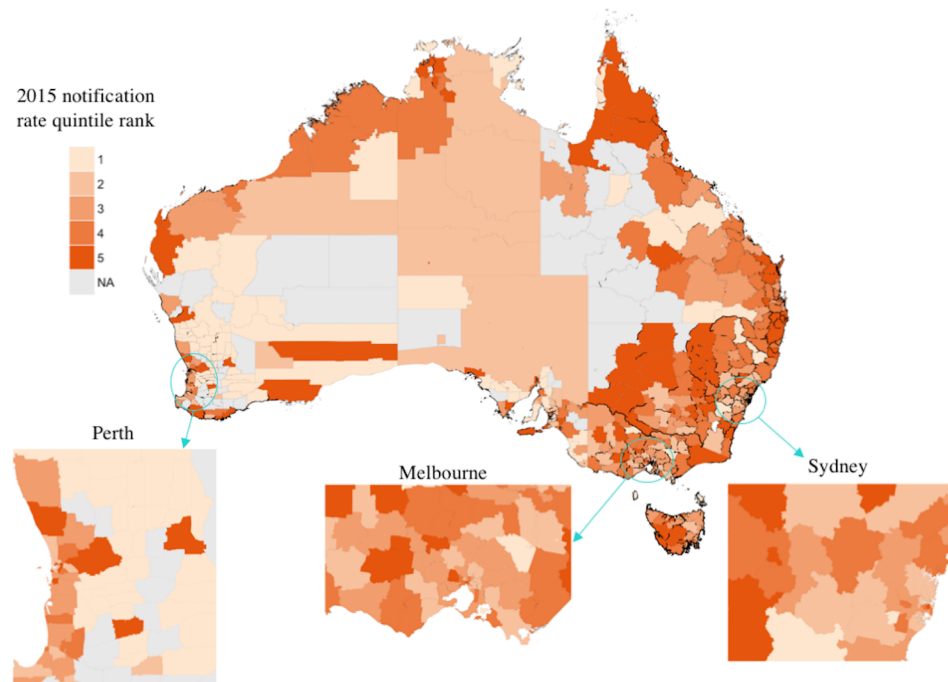 2015 notification
rate quintile rank
1
2
3
4
5
NA
Perth
Melbourne
Sydney